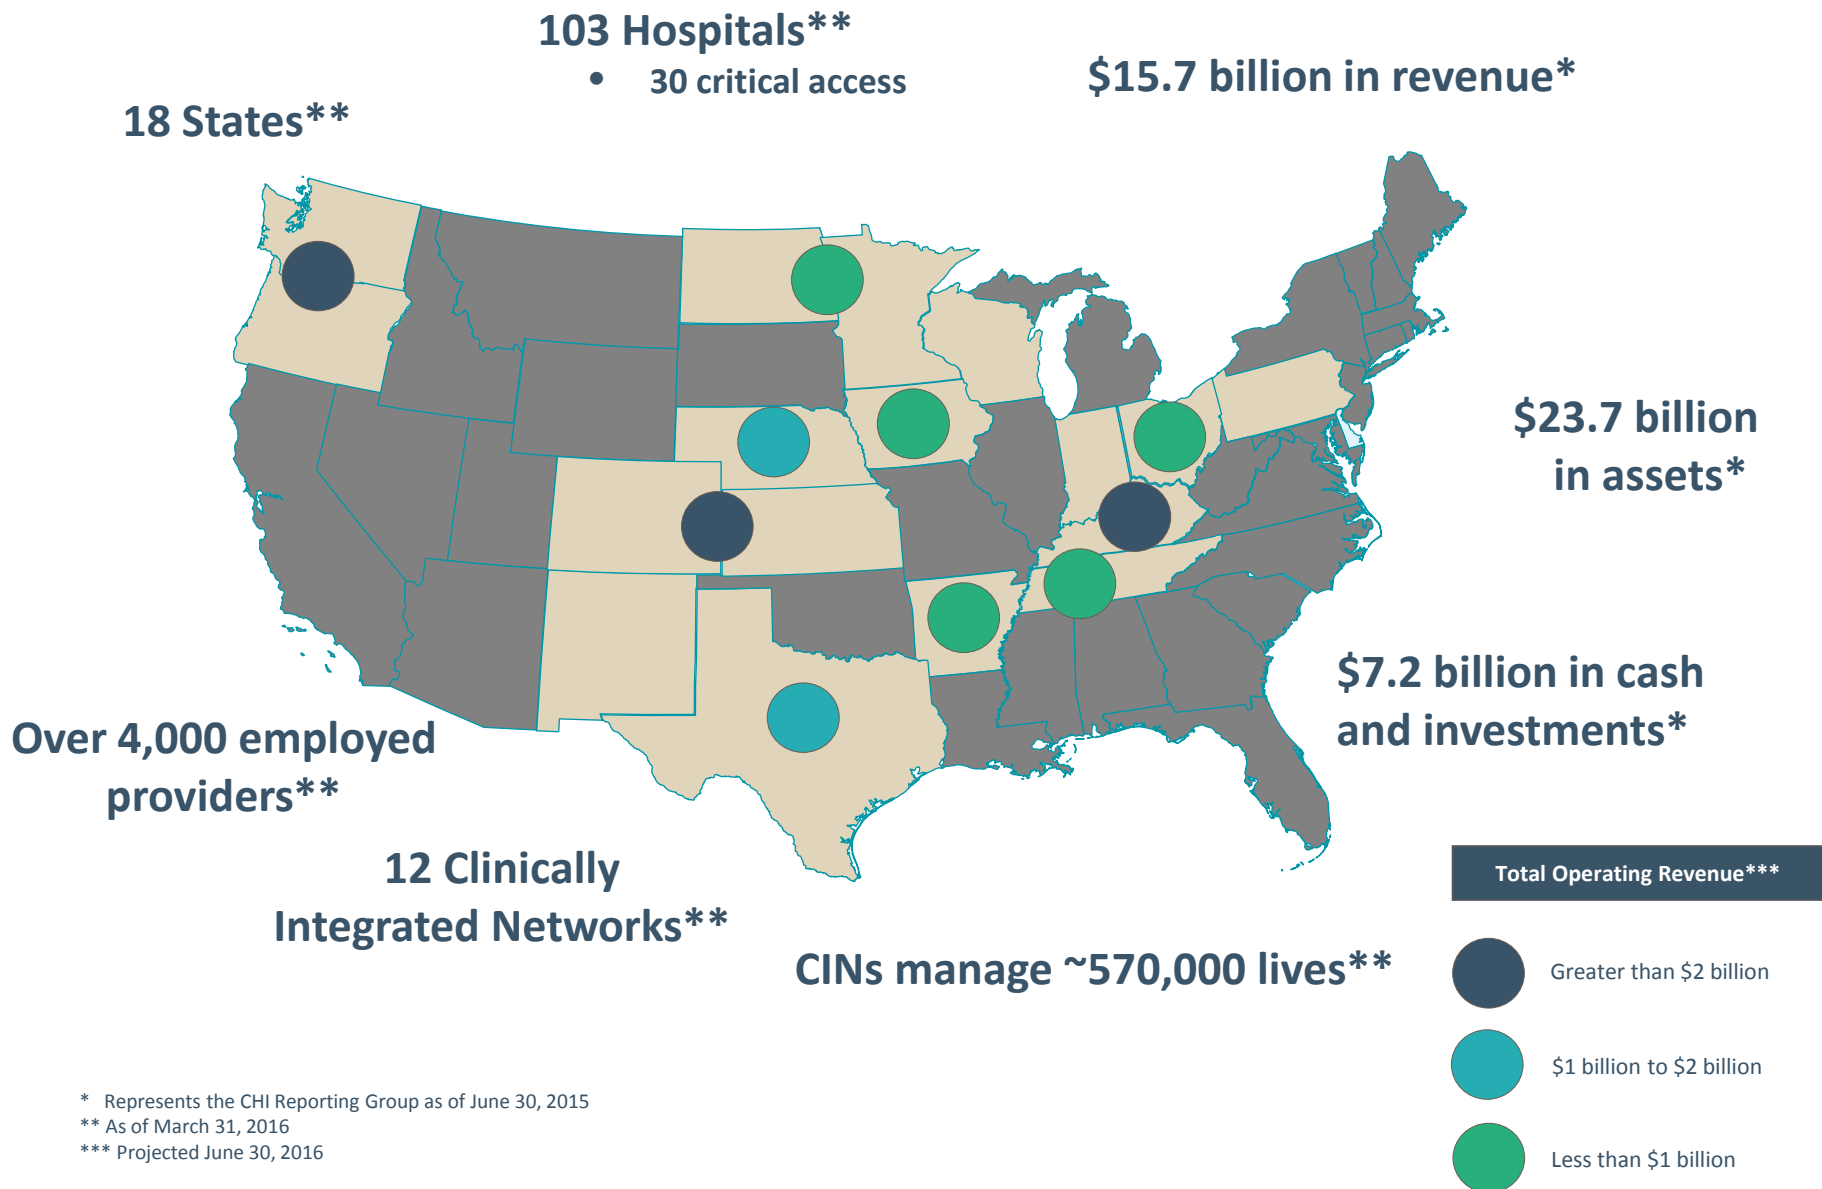 103 Hospitals**
• 30 critical access
$15.7 billion in revenue*
18 States**
$23.7 billion
in assets*
$7.2 billion in cash
and investments*
Over 4,000 employed
providers**
12 Clinically
Integrated Networks**
CINs manage ~570,000 lives**
Total Operating Revenue***
Greater than $2 billion
$1 billion to $2 billion
Less than $1 billion
* Represents the CHI Reporting Group as of June 30, 2015
** As of March 31, 2016
*** Projected June 30, 2016